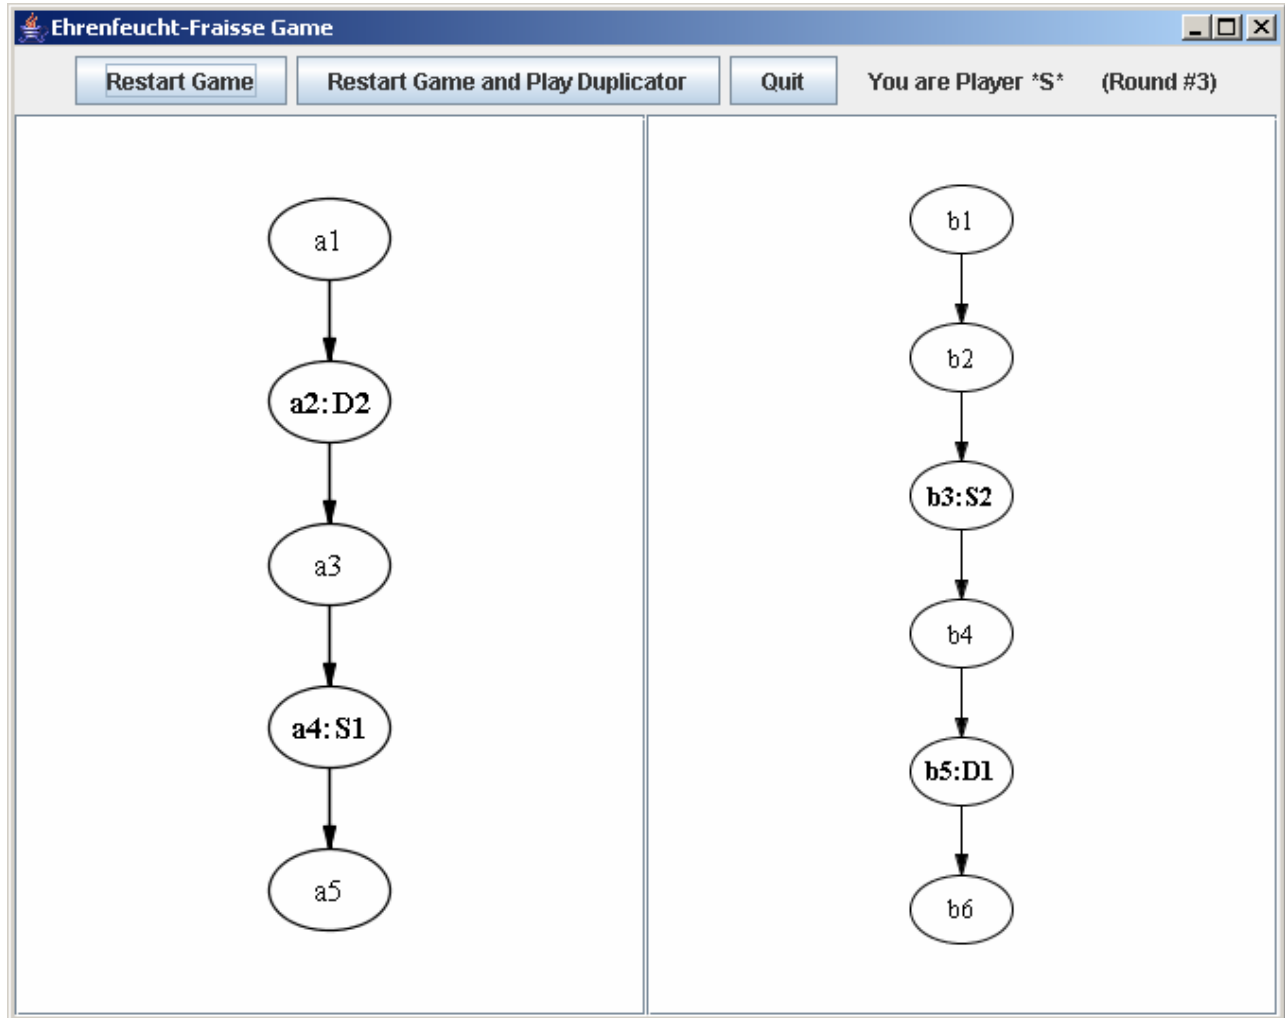 Ehrenfeucht-Fraisse Game
Restart Game Restart Game and Play Duplicator Quit You are Player *S* (Round #3)
a1
a2:D2
a3
a4:S1
a5
b1
b2
b3:S2
b4
b5:D1
b6